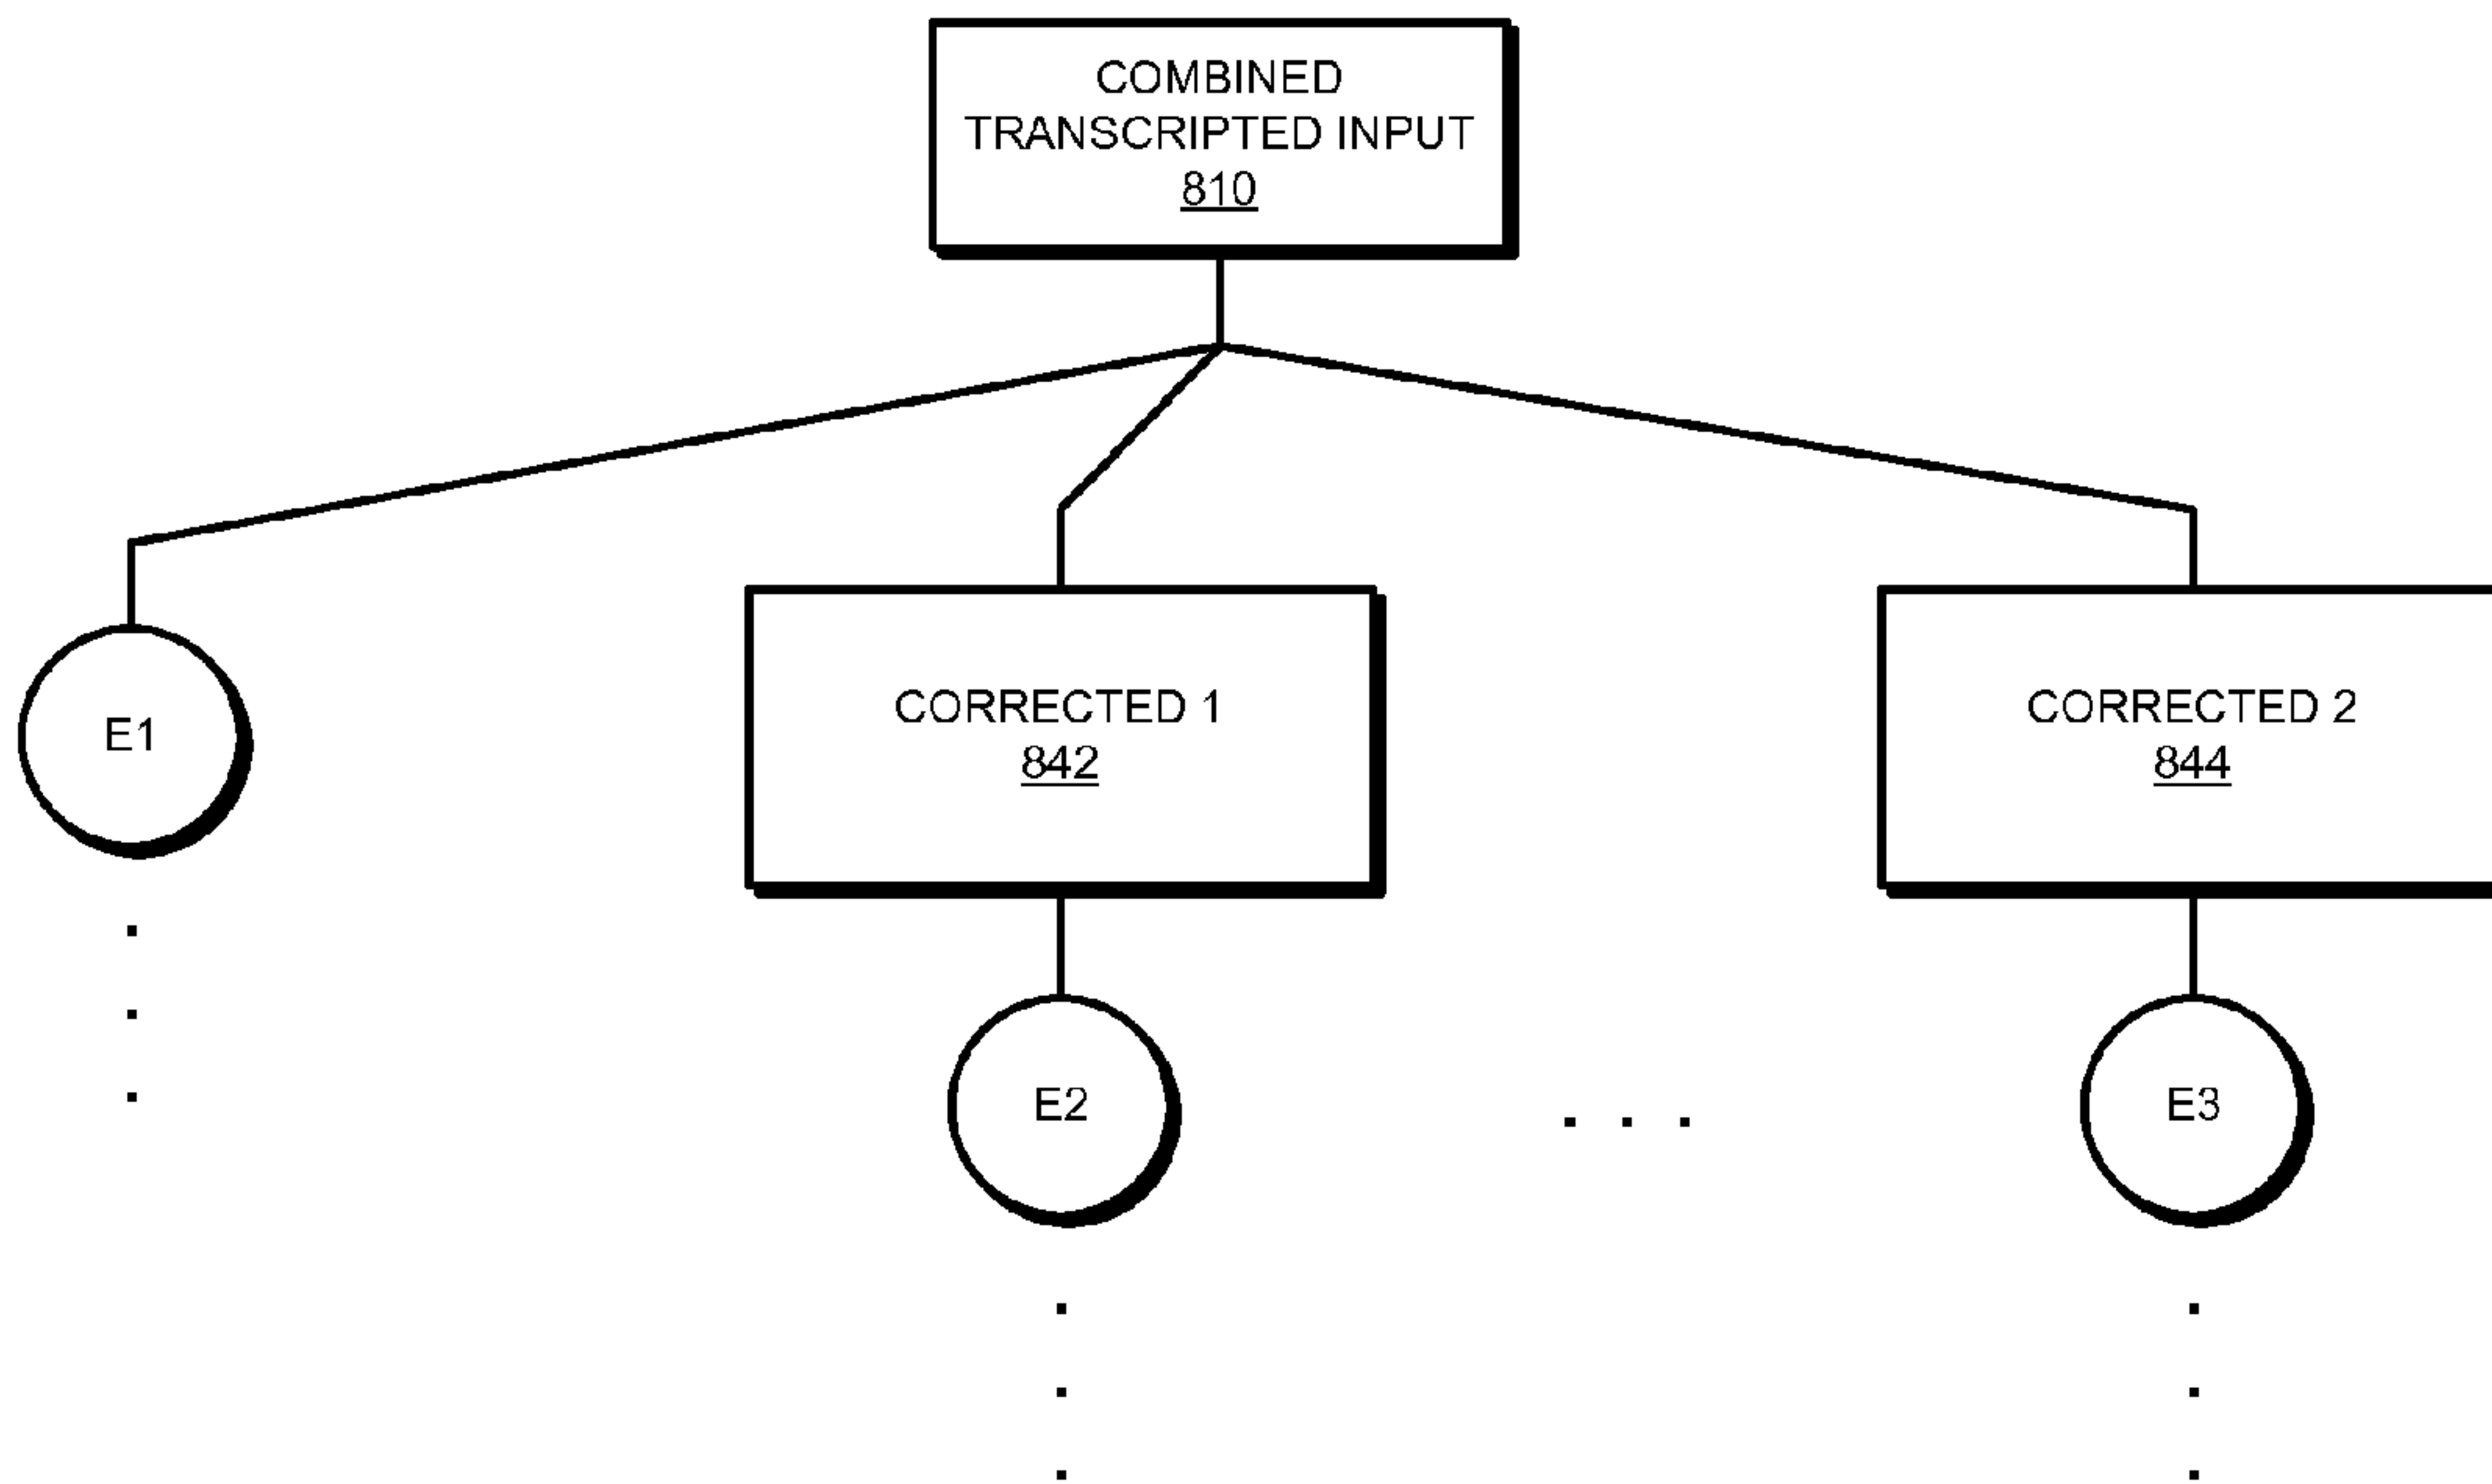 COMBINED
TRANSCRIPTED INPUT
810
E1
CORRECTED 1
842
CORRECTED 2
844
E2
. . .
E3